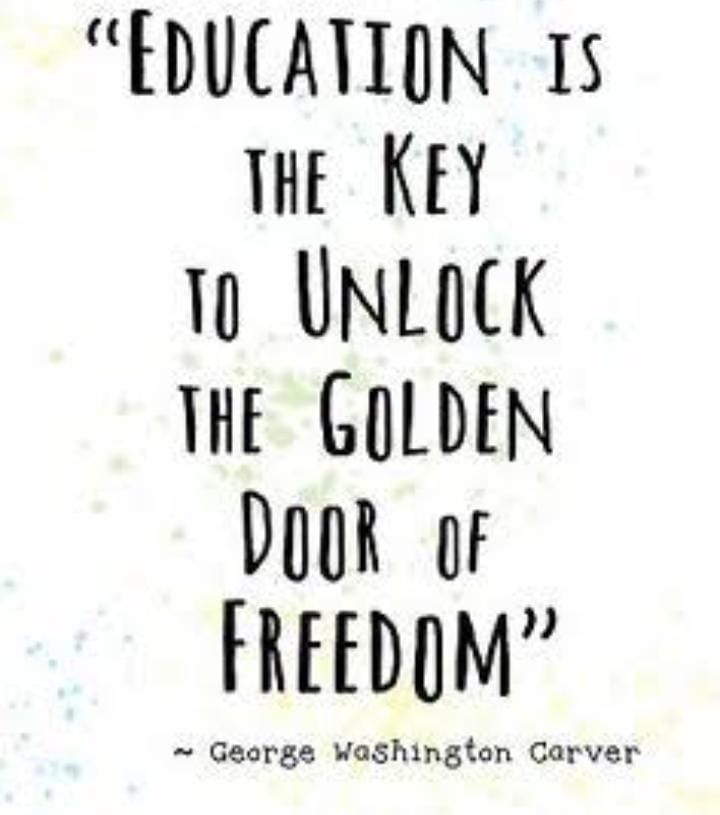 “EDUCATION IS
THE KEY
TO UNLOCK
THE GOLDEN
DOOR OF
FREEDOM”
~ George Washington Carver